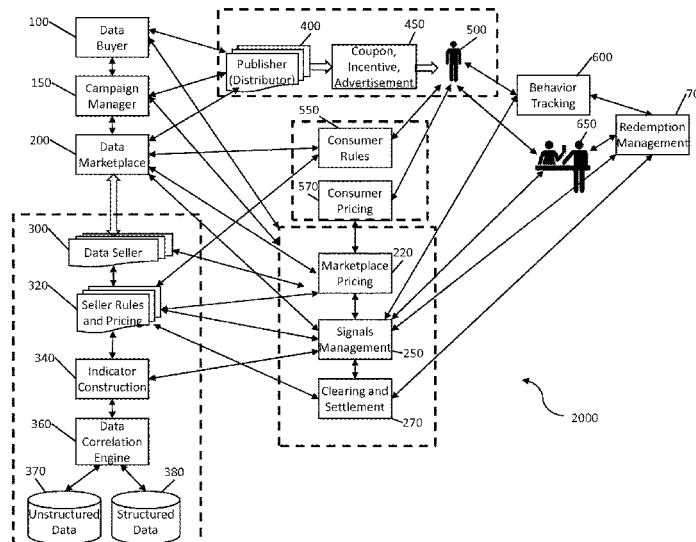 100
Data
Buyer
150
Campaign
Manager
200
Data
Marketplace
400
Publisher
(Distributor)
450
Coupon,
Incentive,
Advertisement
500
600
Behavior
Tracking
70
Redemption
Management
650
550
Consumer
Rules
570
Consumer
Pricing
300
Data Seller
320
Seller Rules
and Pricing
340
Indicator
Construction
360
Data
Correlation
Engine
370
Unstructured
Data
380
Structured
Data
220
Marketplace
Pricing
Signals
Management
250
Clearing and
Settlement
270
2000